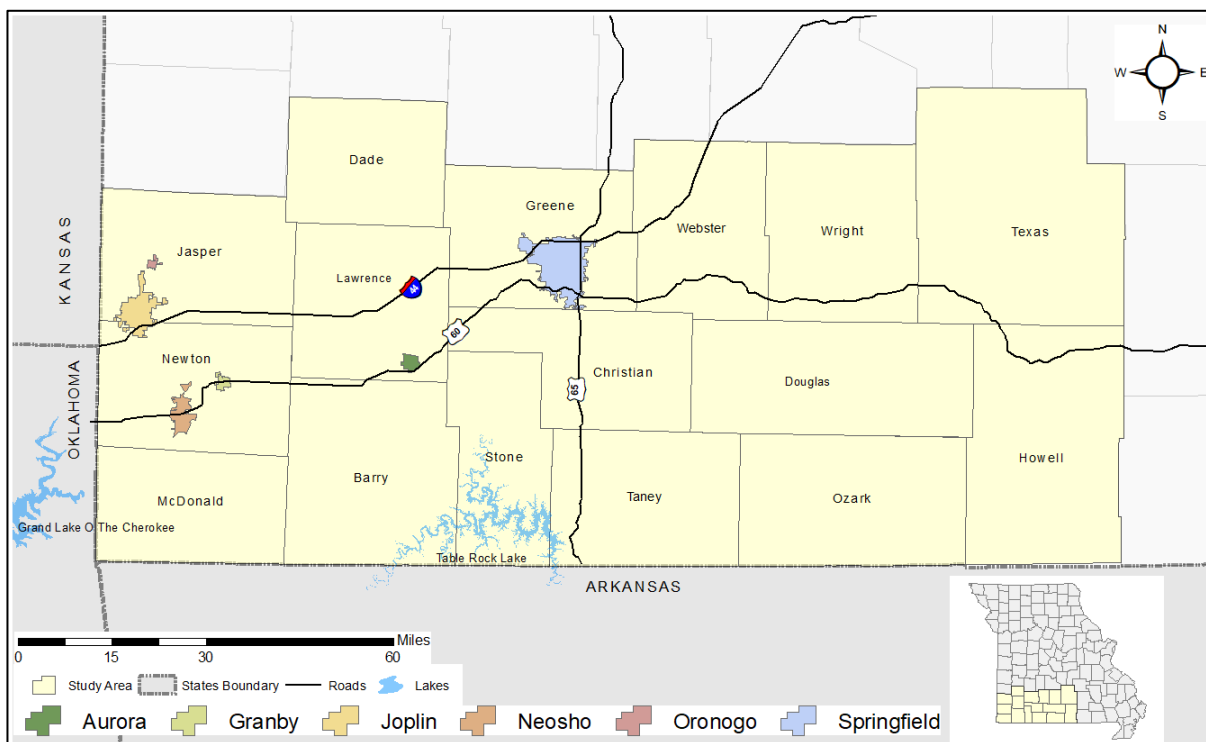 N
W E
S
Dade
Greene
KANSAS
Jasper
Webster
Wright
Texas
Lawrence
44
60
Newton
Christian
65
Douglas
OKLAHOMA
Stone
Barry
Howell
McDonald
Taney
Ozark
Grand Lake O The Cherokee
Table Rock Lake
ARKANSAS
Miles
0 15 30 60
Study Area States Boundary Roads Lakes
Aurora Granby Joplin Neosho Oronogo Springfield